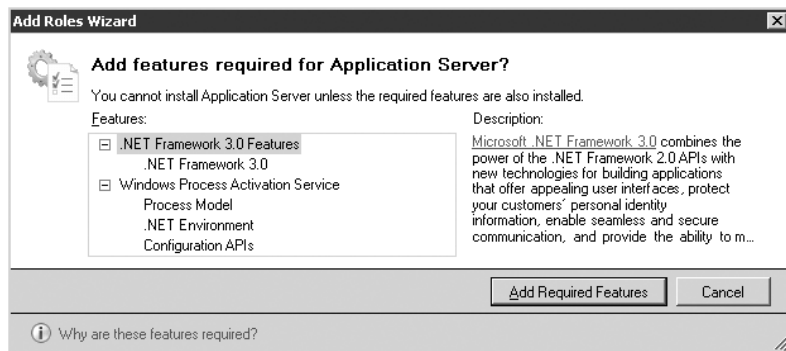 Add Roles Wizard
Add features required for Application Server?
You cannot install Application Server unless the required features are also installed.
Features:
.NET Framework 3.0 Features
.NET Framework 3.0
Windows Process Activation Service
Process Model
.NET Environment
Configuration APIs
Description:
Microsoft .NET Framework 3.0 combines the
power of the .NET Framework 2.0 APIs with
new technologies for building applications
that offer appealing user interfaces, protect
your customers' personal identity
information, enable seamless and secure
communication, and provide the ability to m...
Add Required Features
Cancel
Why are these features required?